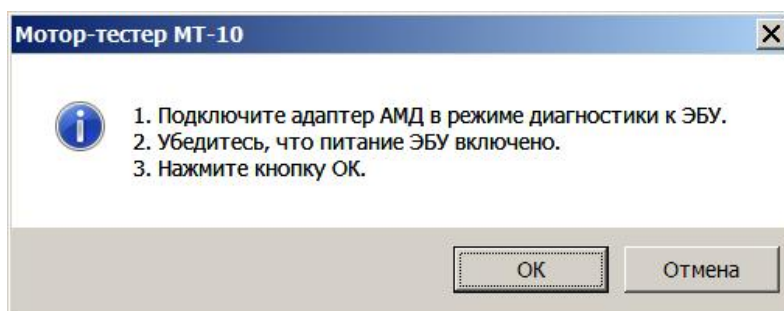 Мотор-тестер МТ-10
1. Подключите адаптер АМД в режиме диагностики к ЭБУ.
2. Убедитесь, что питание ЭБУ включено.
3. Нажмите кнопку ОК.
ОК
Отмена